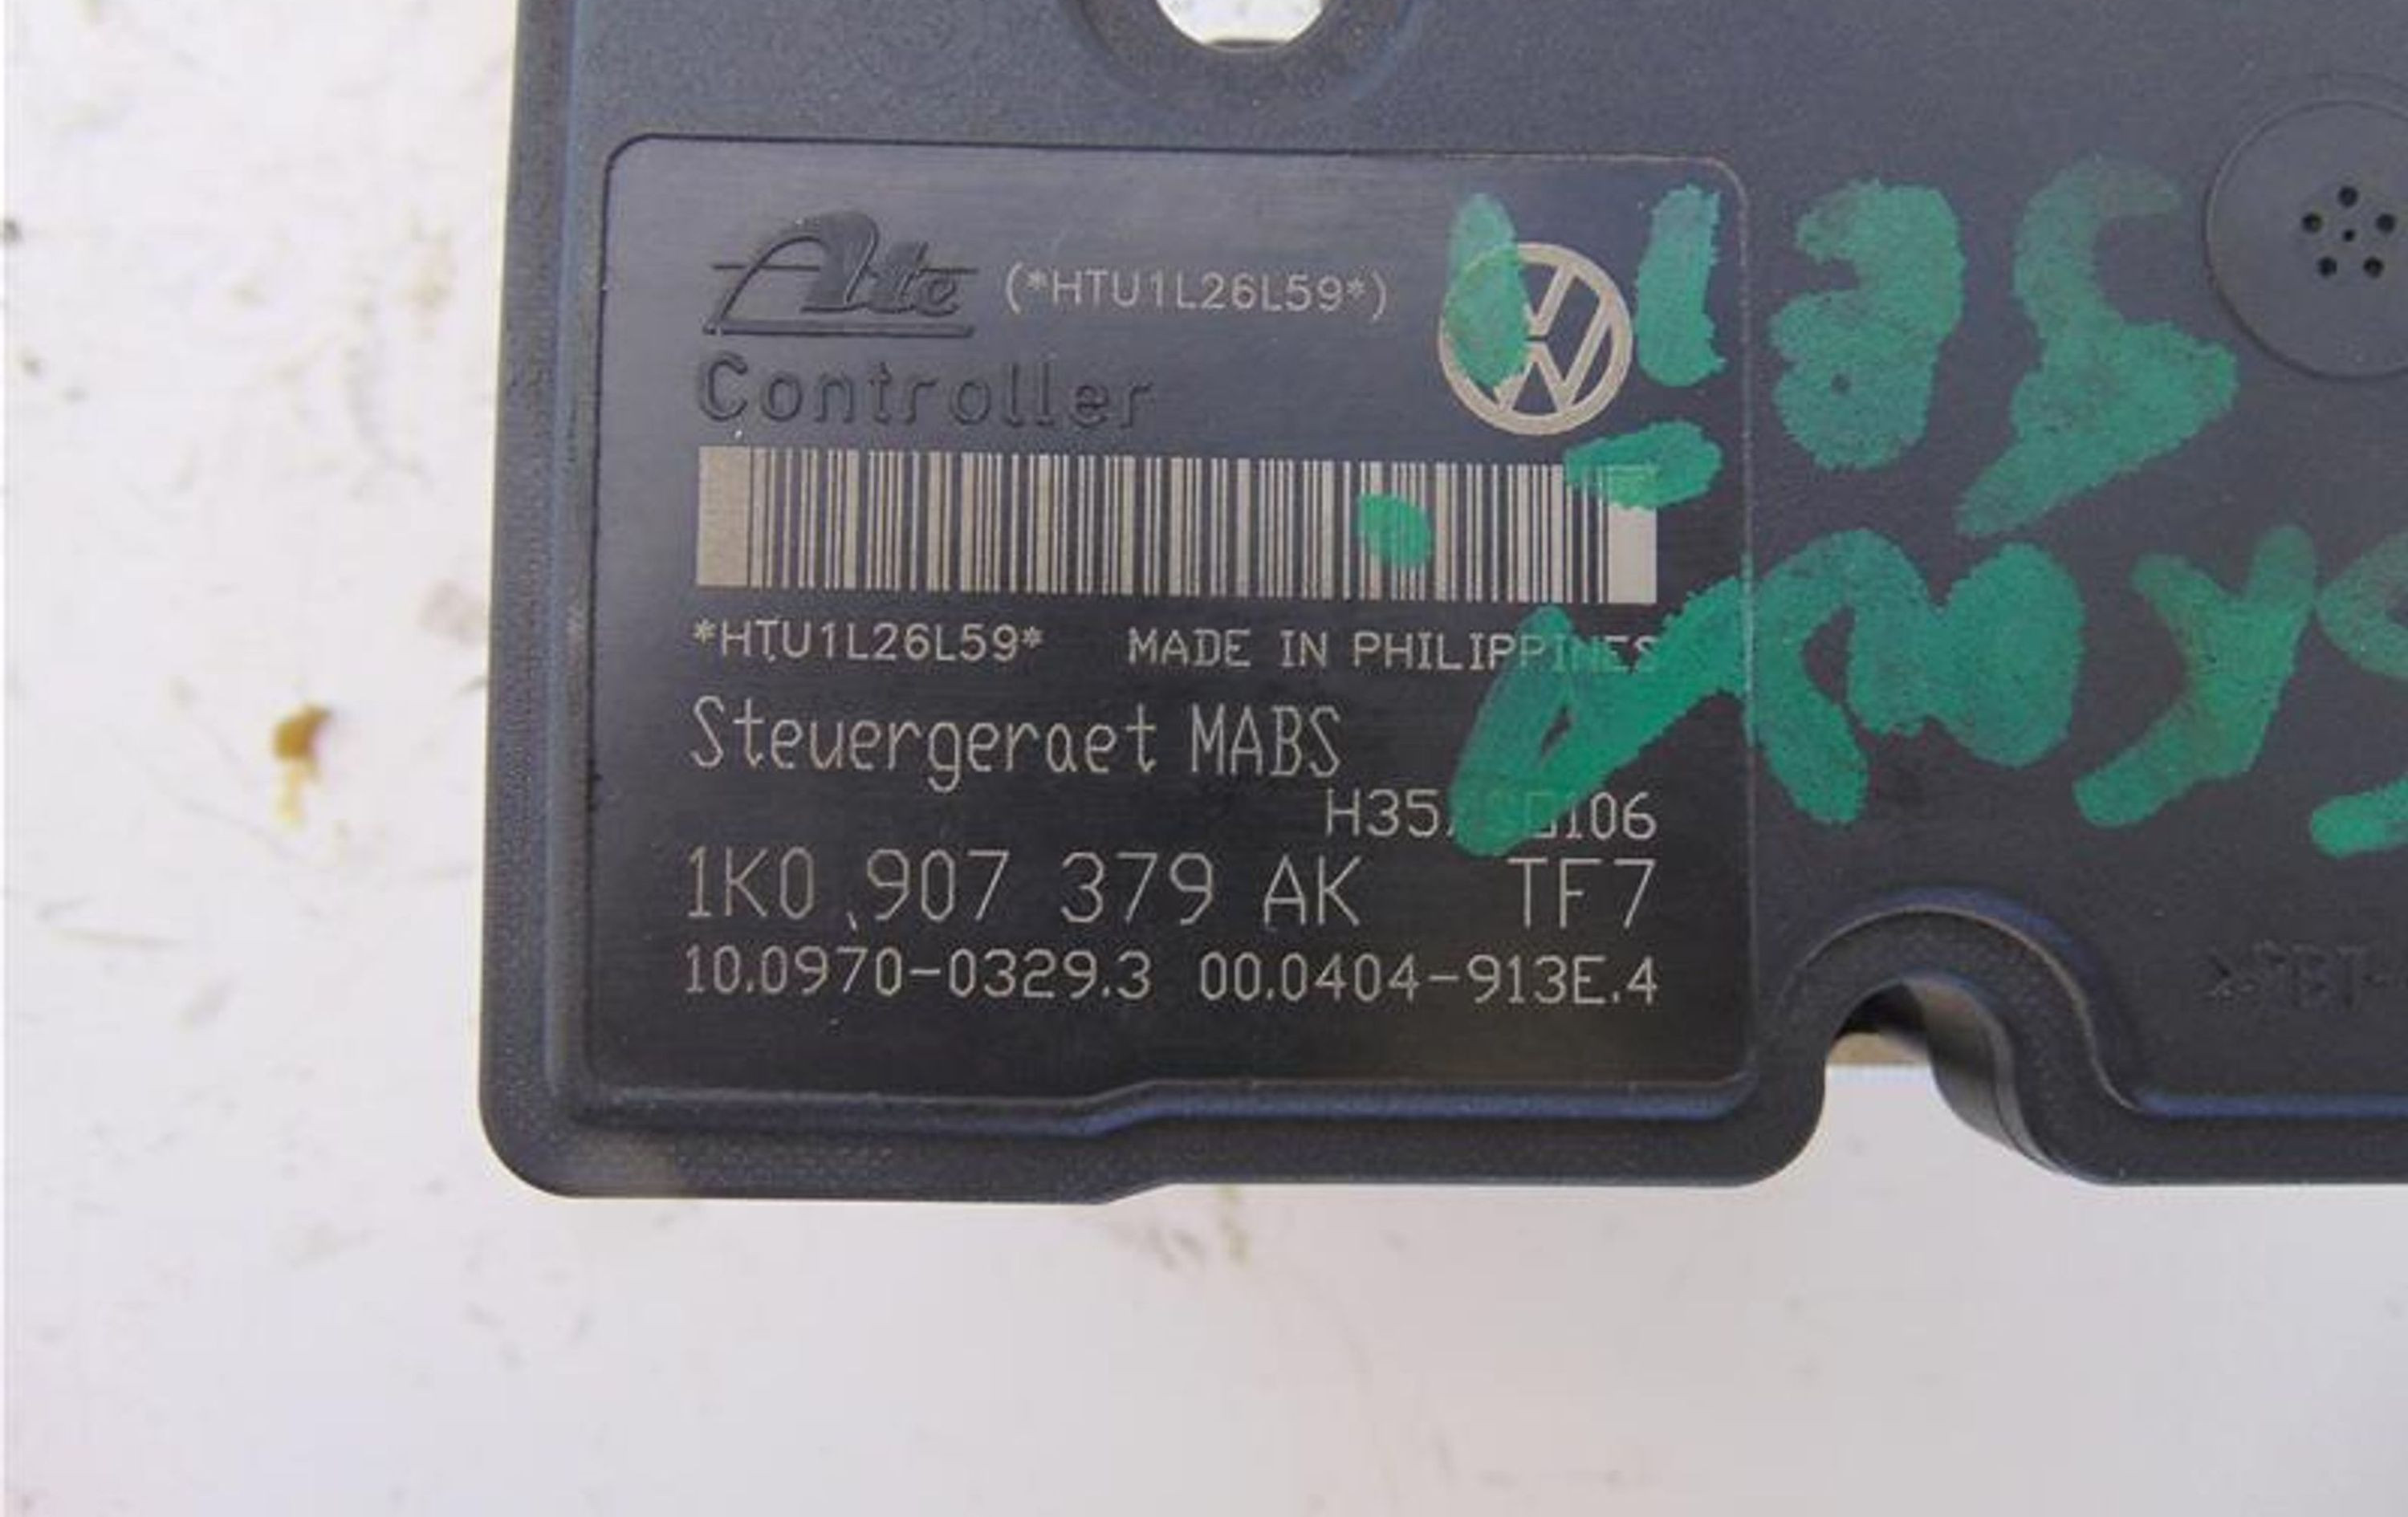 Ate (*HTU1L26L59*)
Controller
*HTU1L26L59* MADE IN PHILIPPINES
Steuergeraet MABS
1K0 907 379 AK TF7
10.0970-0329.3 00.0404-913E.4